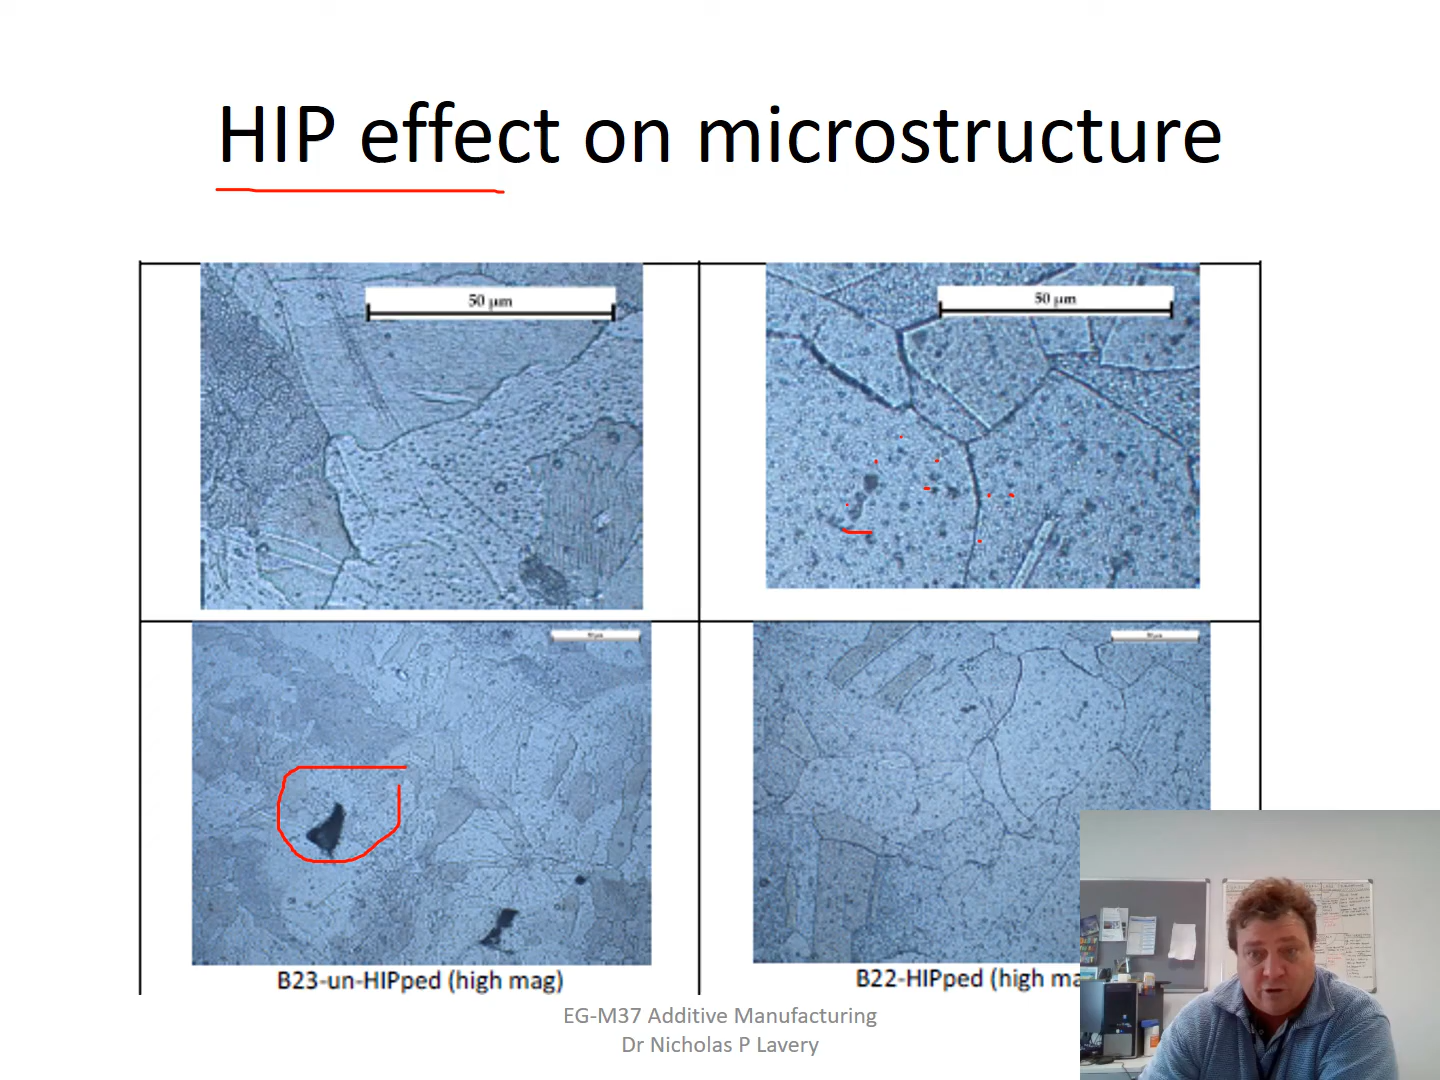 HIP effect on microstructure
50 µm
50 µm
B23-un-HIPped (high mag)
B22-HIPped (high
EG-M37 Additive Manufacturing
Dr Nicholas P Lavery